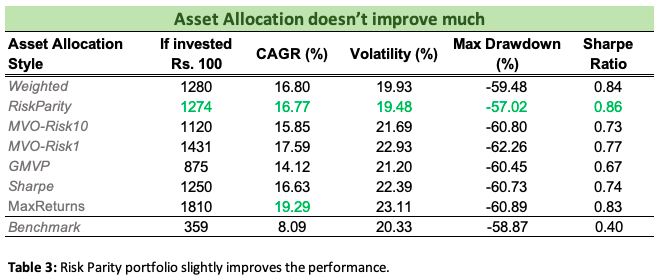 Asset Allocation doesn't improve much
Asset Allocation Style If invested Rs. 100 CAGR (%) Volatility (%) Max Drawdown (%) Sharpe Ratio
Weighted 1280 16.80 19.93 -59.48 0.84
RiskParity 1274 16.77 19.48 -57.02 0.86
MVO-Risk10 1120 15.85 21.69 -60.80 0.73
MVO-Risk1 1431 17.59 22.93 -62.26 0.77
GMVP 875 14.12 21.20 -60.45 0.67
Sharpe 1250 16.63 22.39 -60.73 0.74
MaxReturns 1810 19.29 23.11 -60.89 0.83
Benchmark 359 8.09 20.33 -58.87 0.40
Table 3: Risk Parity portfolio slightly improves the performance.